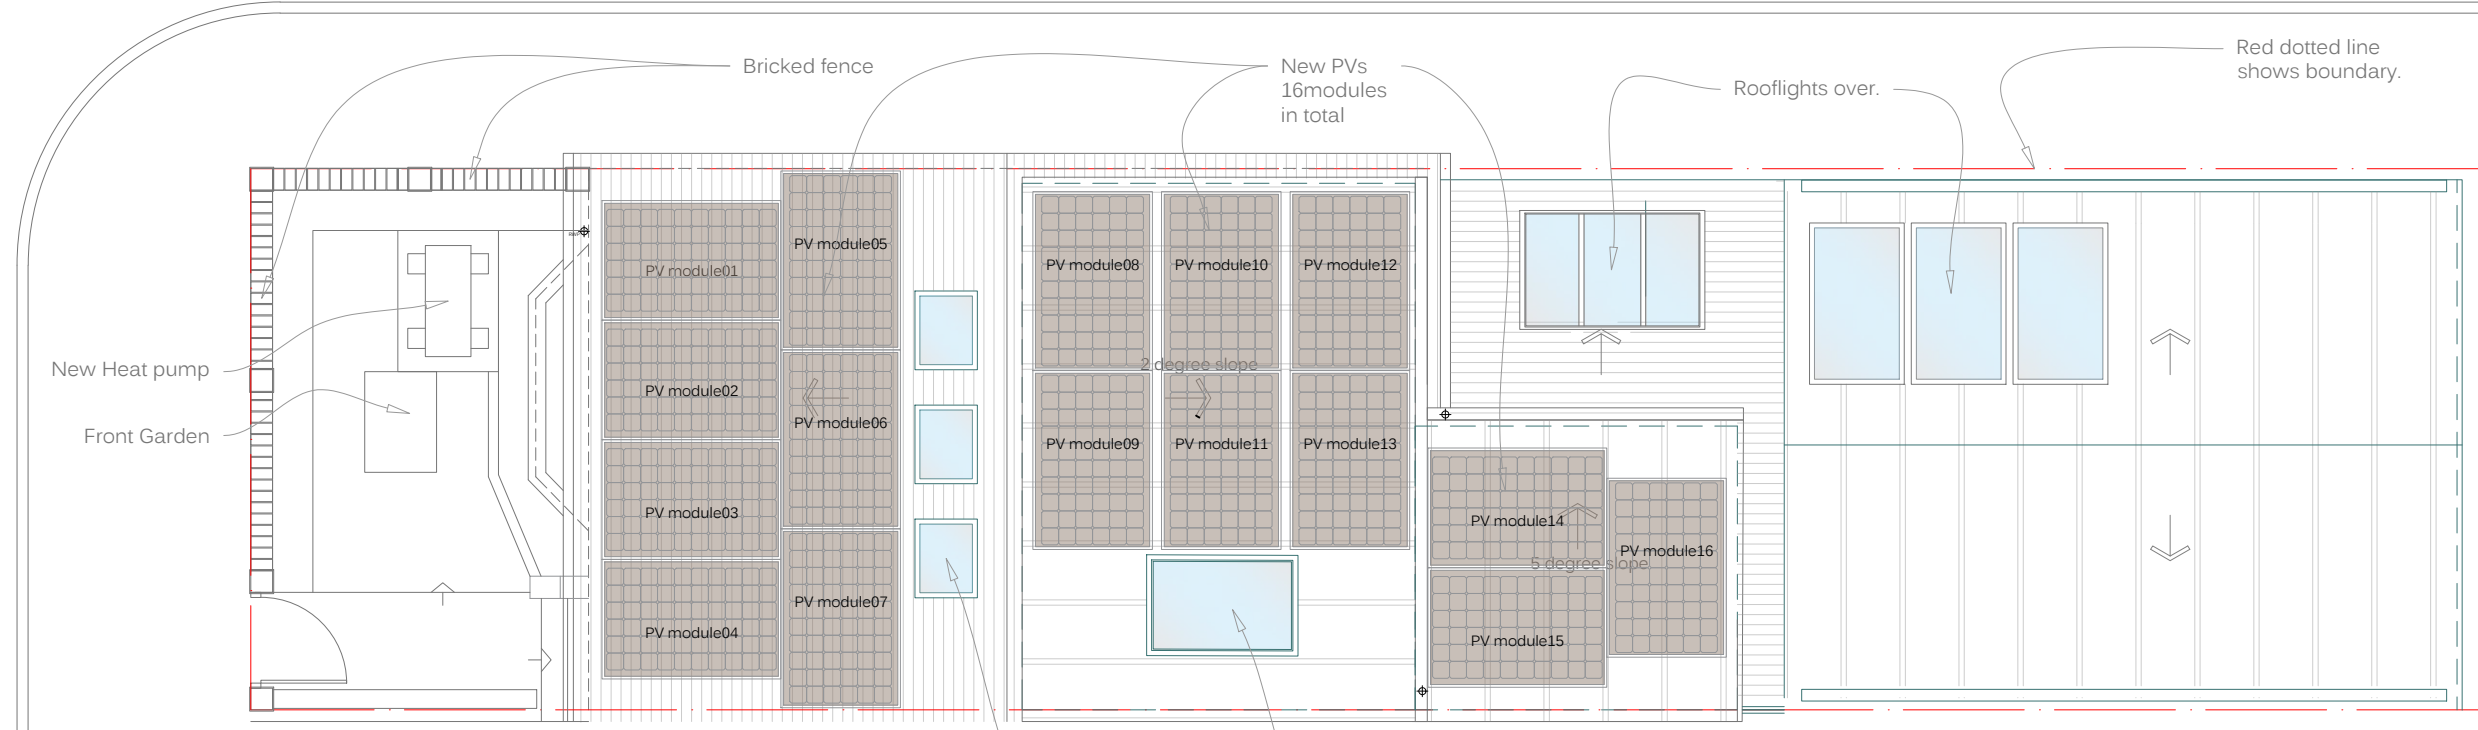 Bricked fence
New PVs
16modules
in total
Rooflights over.
Red dotted line
shows boundary.
New Heat pump
Front Garden
PV module01
PV module02
PV module03
PV module04
PV module05
PV module06
PV module07
PV module08
PV module10
PV module12
2 degree slope
PV module09
PV module11
PV module13
PV module14
PV module16
5 degree slope
PV module15